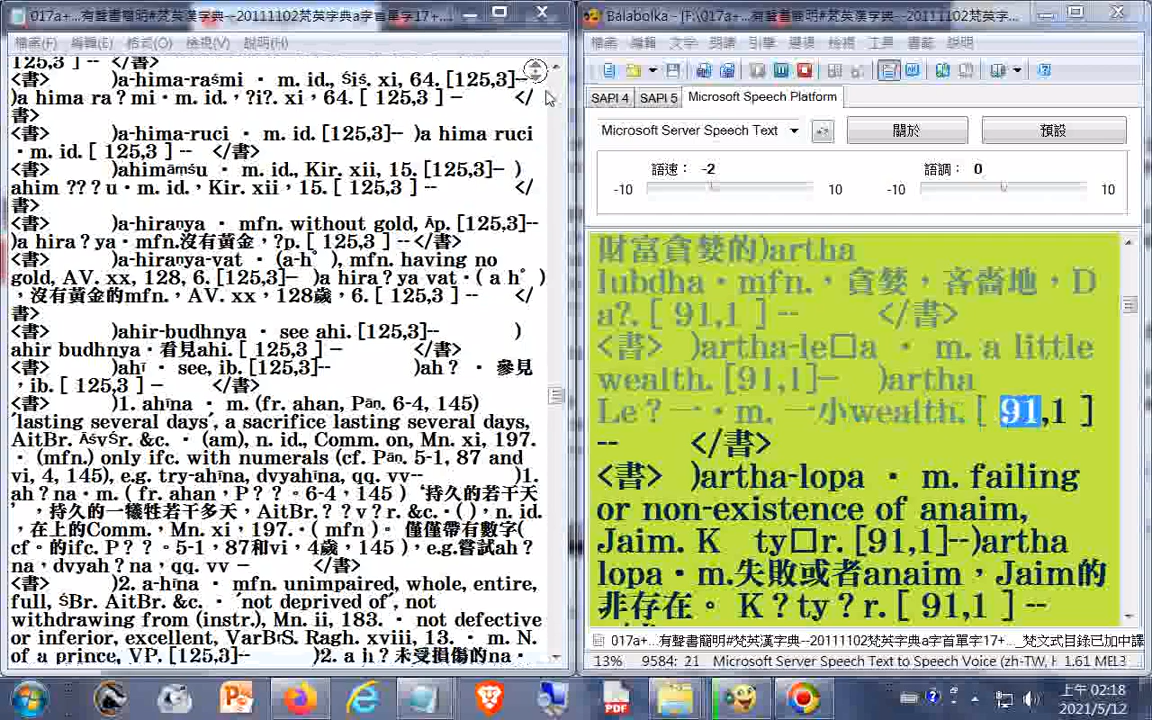 017a+...有聲書簡明#梵英漢字典--20111102梵英字典a字首單字17+...
檔案(F) 編輯(E) 格式(O) 檢視(V) 說明(H)
125,3 ] -- </書>
<書> )a-hima-raśmi ‧ m. id., Śiś. xi, 64. [125,3]--
)a hima ra ? mi‧m. id.，?i?. xi，64. [ 125,3 ] -- </
書>
<書> )a-hima-ruci ‧ m. id. [125,3]-- )a hima ruci
‧m. id. [ 125,3 ] -- </書>
<書> )ahimāṃśu ‧ m. id., Kir. xii, 15. [125,3]-- )
ahim ? ? ? u‧m. id.，Kir. xii，15. [ 125,3 ] -- </
書>
<書> )a-hiraṇya ‧ mfn. without gold, Āp. [125,3]--
)a hira ? ya‧mfn.沒有黃金，?p. [ 125,3 ] --</書>
<書> )a-hiraṇya-vat ‧ (a-h°), mfn. having no
gold, AV. xx, 128, 6. [125,3]-- )a hira ? ya vat‧( a h° )
，沒有黃金的mfn.，AV. xx，128歲，6. [ 125,3 ] -- </
書>
<書> )ahir-budhnya ‧ see ahi. [125,3]-- )
ahir budhnya‧看見ahi. [ 125,3 ] -- </書>
<書> )ahī ‧ see, ib. [125,3]-- )ah ? ‧參見
，ib. [ 125,3 ] -- </書>
<書> )1. ahīna ‧ m. (fr. ahan, Pāṇ. 6-4, 145)
'lasting several days', a sacrifice lasting several days,
AitBr. ĀśvŚr. &c. ‧ (am), n. id., Comm. on, Mn. xi, 197.
‧ (mfn.) only ifc. with numerals (cf. Pāṇ. 5-1, 87 and
vi, 4, 145), e.g. try-ahīna, dvyahīna, qq. vv-- )1.
ah ? na‧m. ( fr. ahan，P ? ? 。6-4，145 ) ‘持久的若干天
’，持久的一犧牲若干多天，AitBr. ? ? v ? r. &c.‧( )，n. id.
，在上的Comm.，Mn. xi，197.‧( mfn )。 僅僅帶有數字(
cf。的ifc. P ? ? 。5-1，87和vi，4歲，145 )，e.g.嘗試ah ?
na，dvyah ? na，qq. vv -- </書>
<書> )2. a-hīna ‧ mfn. unimpaired, whole, entire,
full, ŚBr. AitBr. &c. ‧ 'not deprived of', not
withdrawing from (instr.), Mn. ii, 183. ‧ not defective
or inferior, excellent, VarBṛS. Ragh. xviii, 13. ‧ m. N.
of a prince, VP. [125,3]-- )2. a h ? 未受損傷的na‧
Balabolka - [F:\017a+...有聲書簡明#梵英漢字典--20111102梵英字...
檔案 編輯 文字 朗讀 引擎 選項 檢視 工具 書籤 說明
SAPI 4 SAPI 5 Microsoft Speech Platform
Microsoft Server Speech Text 關於 預設
語速： -2 語調： 0
-10 10 -10 10
財富貪婪的)artha
lubdha‧mfn.，貪婪，吝嗇地，D
a?. [ 91,1 ] -- </書>
<書> )artha-le□a ‧ m. a little
wealth. [91,1]-- )artha
Le ? 一‧m. 一小wealth. [ 91,1 ]
-- </書>
<書> )artha-lopa ‧ m. failing
or non-existence of anaim,
Jaim. K ty□r. [91,1]--)artha
lopa‧m.失敗或者anaim，Jaim的
非存在。 K ? ty ? r. [ 91,1 ] --
017a+...有聲書簡明#梵英漢字典--20111102梵英字典a字首單字17+..._梵文式目錄已加中譯
13% 9584: 21 Microsoft Server Speech Text to Speech Voice (zh-TW, H 1.61
PDF
上午 02:18
2021/5/12